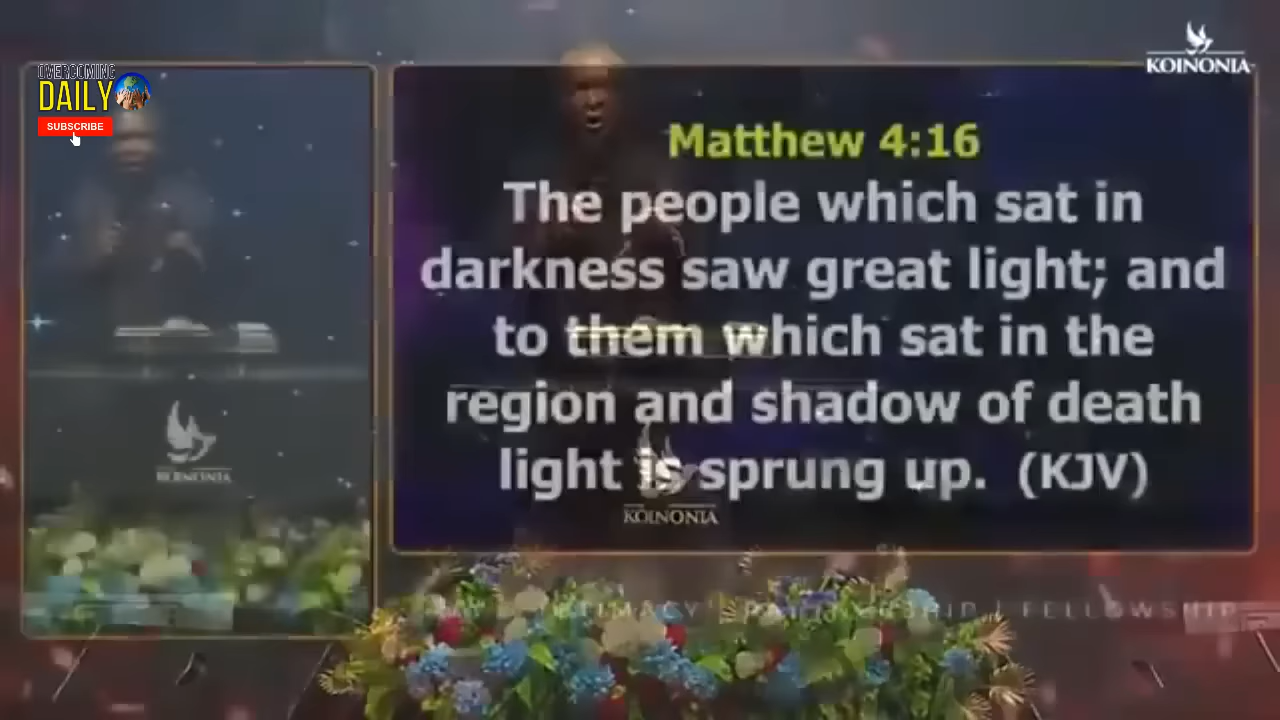 OVERCOMING
DAILY
SUBSCRIBE
KOINONIA
Matthew 4:16
The people which sat in
darkness saw great light; and
to them which sat in the
region and shadow of death
light is sprung up. (KJV)
KOINONIA
KOINONIA
FELLOWSHIP